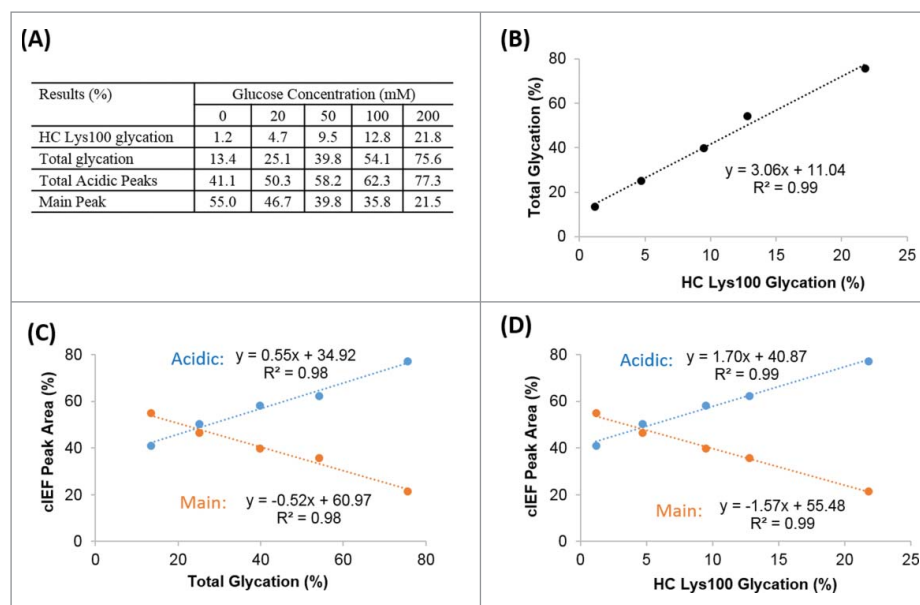 (A)
Results (%) Glucose Concentration (mM)
0 20 50 100 200
HC Lys100 glycation 1.2 4.7 9.5 12.8 21.8
Total glycation 13.4 25.1 39.8 54.1 75.6
Total Acidic Peaks 41.1 50.3 58.2 62.3 77.3
Main Peak 55.0 46.7 39.8 35.8 21.5
(B)
Total Glycation (%)
80
60
40
20
0
y = 3.06x + 11.04
R² = 0.99
0 5 10 15 20 25
HC Lys100 Glycation (%)
(C)
cIEF Peak Area (%)
80
60
40
20
0
Acidic: y = 0.55x + 34.92
R² = 0.98
Main: y = -0.52x + 60.97
R² = 0.98
0 20 40 60 80
Total Glycation (%)
(D)
cIEF Peak Area (%)
80
60
40
20
0
Acidic: y = 1.70x + 40.87
R² = 0.99
Main: y = -1.57x + 55.48
R² = 0.99
0 5 10 15 20 25
HC Lys100 Glycation (%)